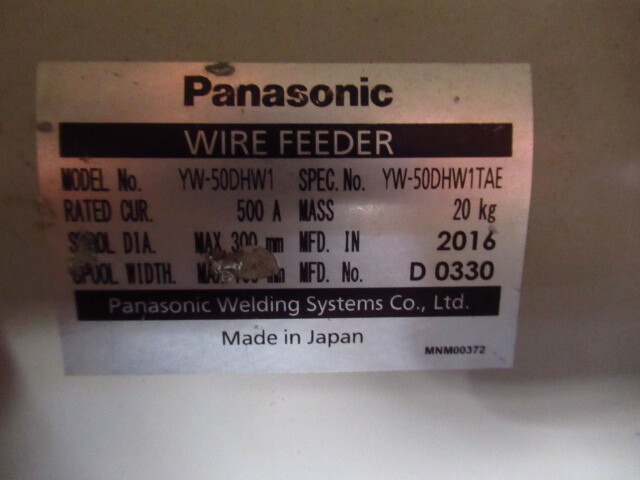 Panasonic
WIRE FEEDER
MODEL No. YW-50DHW1 SPEC. No. YW-50DHW1TAE
RATED CUR. 500 A MASS 20 kg
SPOOL DIA. MAX. 300 mm MFD. IN 2016
SPOOL WIDTH. mm MFD. No. D 0330
Panasonic Welding Systems Co., Ltd.
Made in Japan
MNM00372